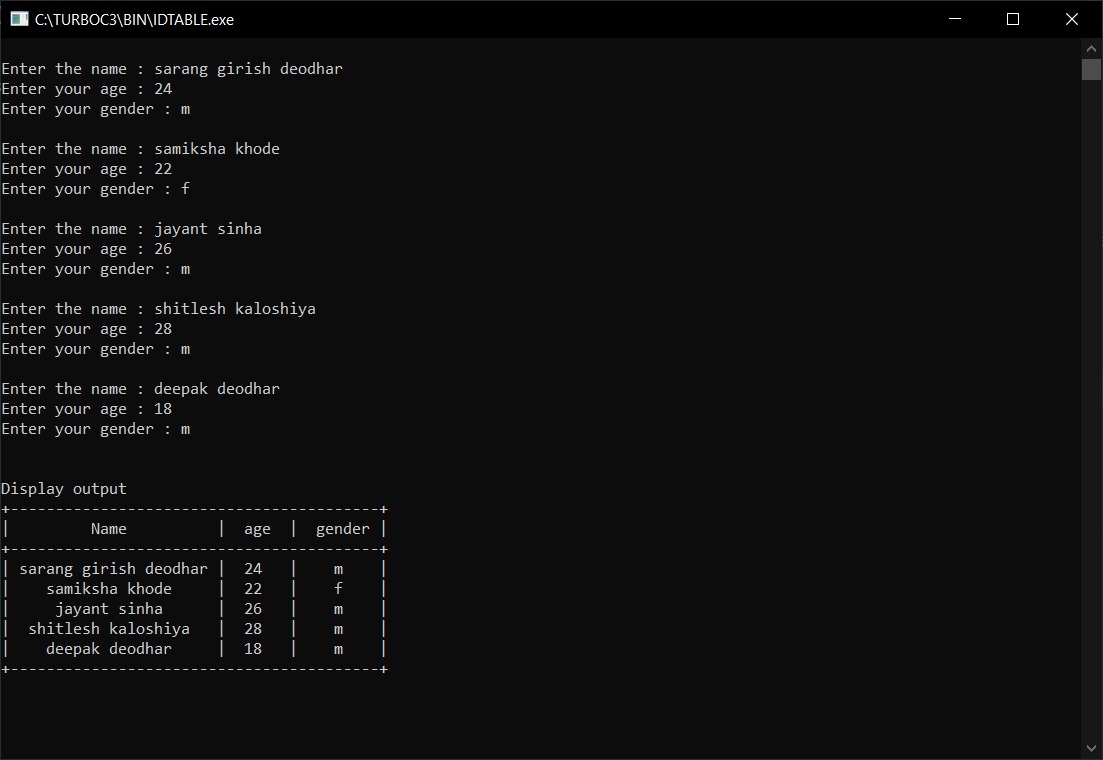 C:\TURBOC3\BIN\IDTABLE.exe
Enter the name : sarang girish deodhar
Enter your age : 24
Enter your gender : m
Enter the name : samiksha khode
Enter your age : 22
Enter your gender : f
Enter the name : jayant sinha
Enter your age : 26
Enter your gender : m
Enter the name : shitlesh kaloshiya
Enter your age : 28
Enter your gender : m
Enter the name : deepak deodhar
Enter your age : 18
Enter your gender : m
Display output
+-----------------------------------------+
|         Name          |  age  |  gender |
+-----------------------------------------+
| sarang girish deodhar |  24   |    m    |
|    samiksha khode     |  22   |    f    |
|     jayant sinha      |  26   |    m    |
|  shitlesh kaloshiya   |  28   |    m    |
|    deepak deodhar     |  18   |    m    |
+-----------------------------------------+